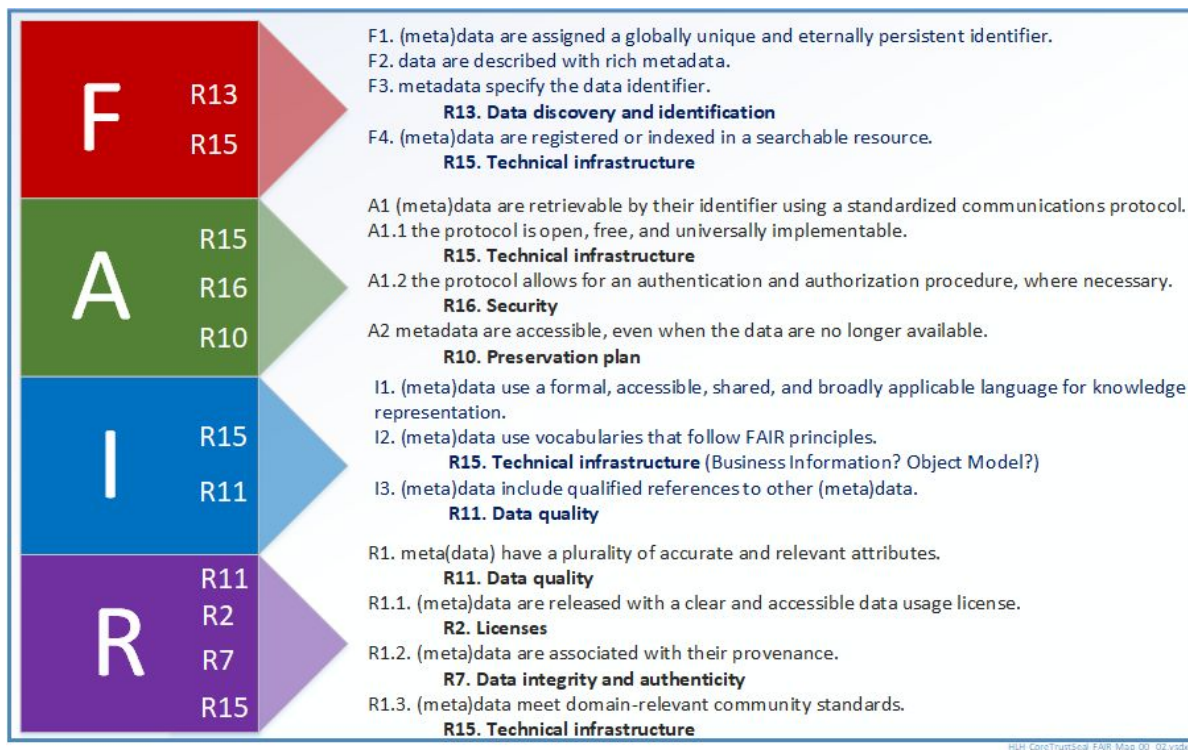 F
R13
R15
F1. (meta)data are assigned a globally unique and eternally persistent identifier.
F2. data are described with rich metadata.
F3. metadata specify the data identifier.
R13. Data discovery and identification
F4. (meta)data are registered or indexed in a searchable resource.
R15. Technical infrastructure
A
R15
R16
R10
A1 (meta)data are retrievable by their identifier using a standardized communications protocol.
A1.1 the protocol is open, free, and universally implementable.
R15. Technical infrastructure
A1.2 the protocol allows for an authentication and authorization procedure, where necessary.
R16. Security
A2 metadata are accessible, even when the data are no longer available.
R10. Preservation plan
I
R15
R11
I1. (meta)data use a formal, accessible, shared, and broadly applicable language for knowledge
representation.
I2. (meta)data use vocabularies that follow FAIR principles.
R15. Technical infrastructure (Business Information? Object Model?)
I3. (meta)data include qualified references to other (meta)data.
R11. Data quality
R
R11
R2
R7
R15
R1. meta(data) have a plurality of accurate and relevant attributes.
R11. Data quality
R1.1. (meta)data are released with a clear and accessible data usage license.
R2. Licenses
R1.2. (meta)data are associated with their provenance.
R7. Data integrity and authenticity
R1.3. (meta)data meet domain-relevant community standards.
R15. Technical infrastructure
HLH CoreTrustSeal FAIR Map 00_02.vsdx